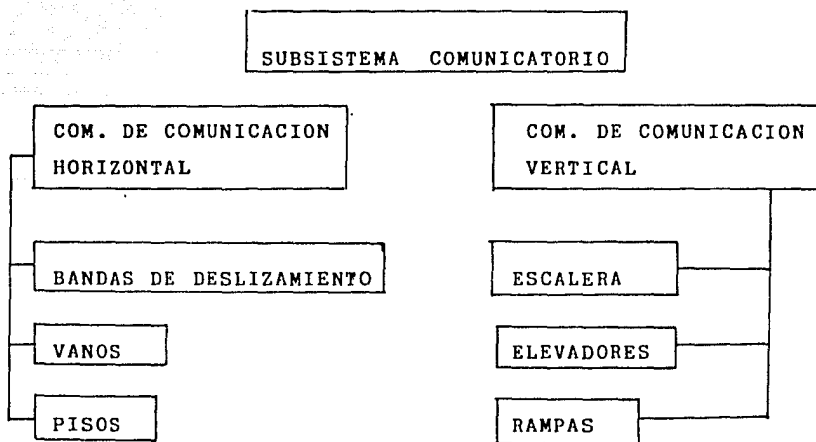 SUBSISTEMA COMUNICATORIO
COM. DE COMUNICACION
HORIZONTAL
BANDAS DE DESLIZAMIENTO
VANOS
PISOS
COM. DE COMUNICACION
VERTICAL
ESCALERA
ELEVADORES
RAMPAS